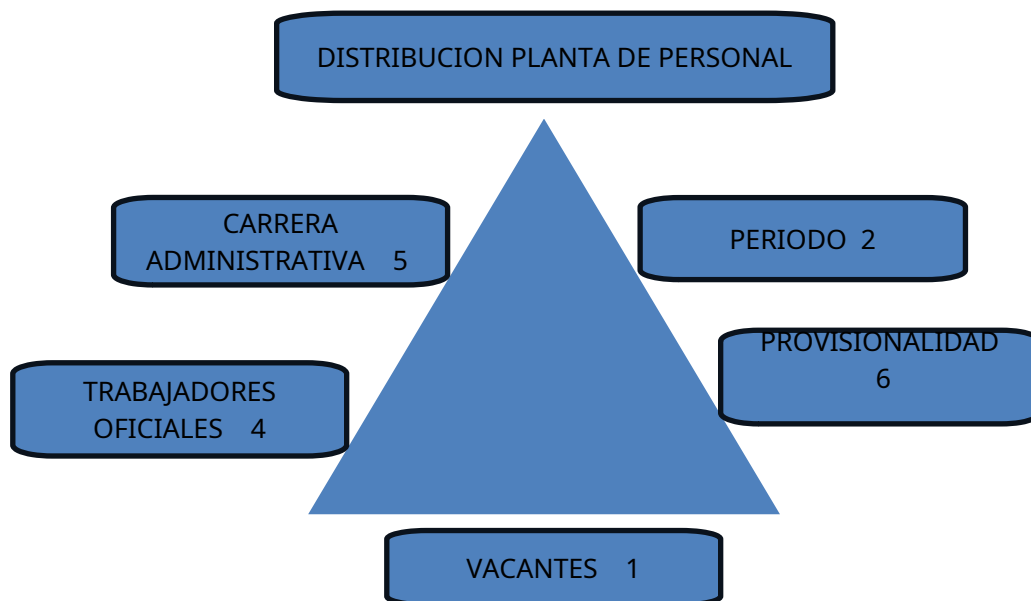 DISTRIBUCION PLANTA DE PERSONAL
CARRERA
ADMINISTRATIVA 5
PERIODO 2
PROVISIONALIDAD
6
TRABAJADORES
OFICIALES 4
VACANTES 1